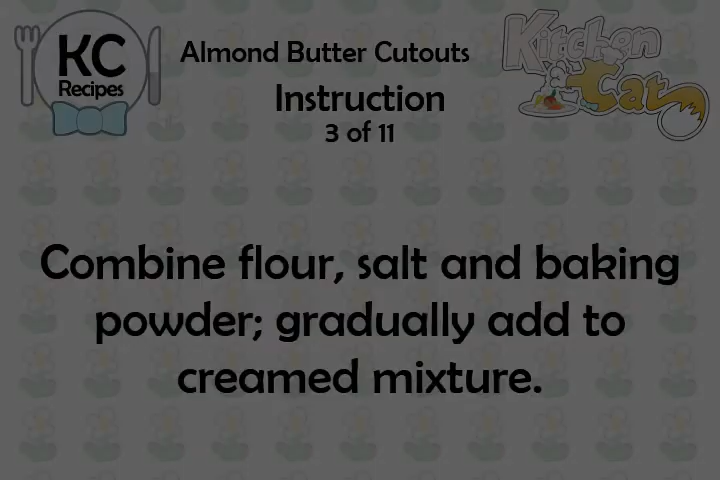 KC
Recipes
Almond Butter Cutouts
Instruction
3 of 11
Kitchen
Cat
Combine flour, salt and baking
powder; gradually add to
creamed mixture.